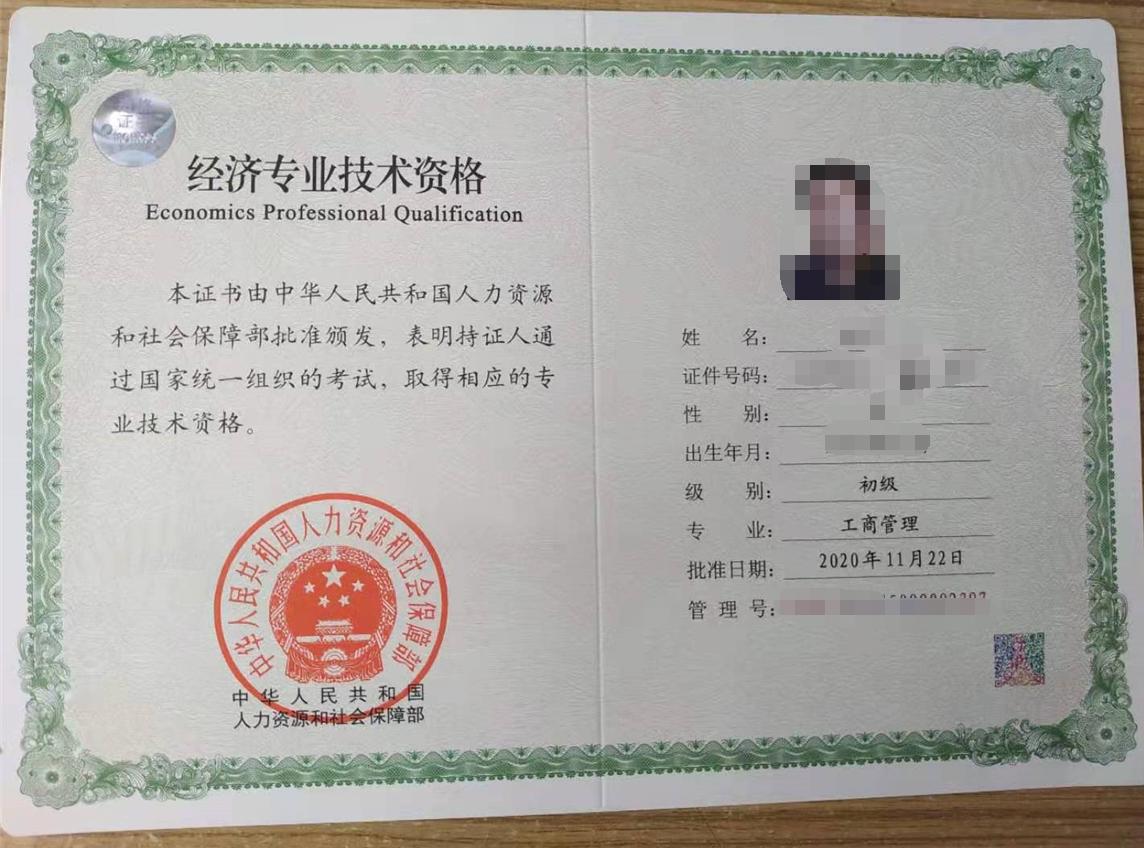 经济专业技术资格
Economics Professional Qualification
本证书由中华人民共和国人力资源
和社会保障部批准颁发，表明持证人通
过国家统一组织的考试，取得相应的专
业技术资格。
中华人民共和国人力资源和社会保障部
中华人民共和国
人力资源和社会保障部
姓 名：
证件号码：
性 别：
出生年月：
级 别： 初级
专 业： 工商管理
批准日期： 2020年11月22日
管 理 号：